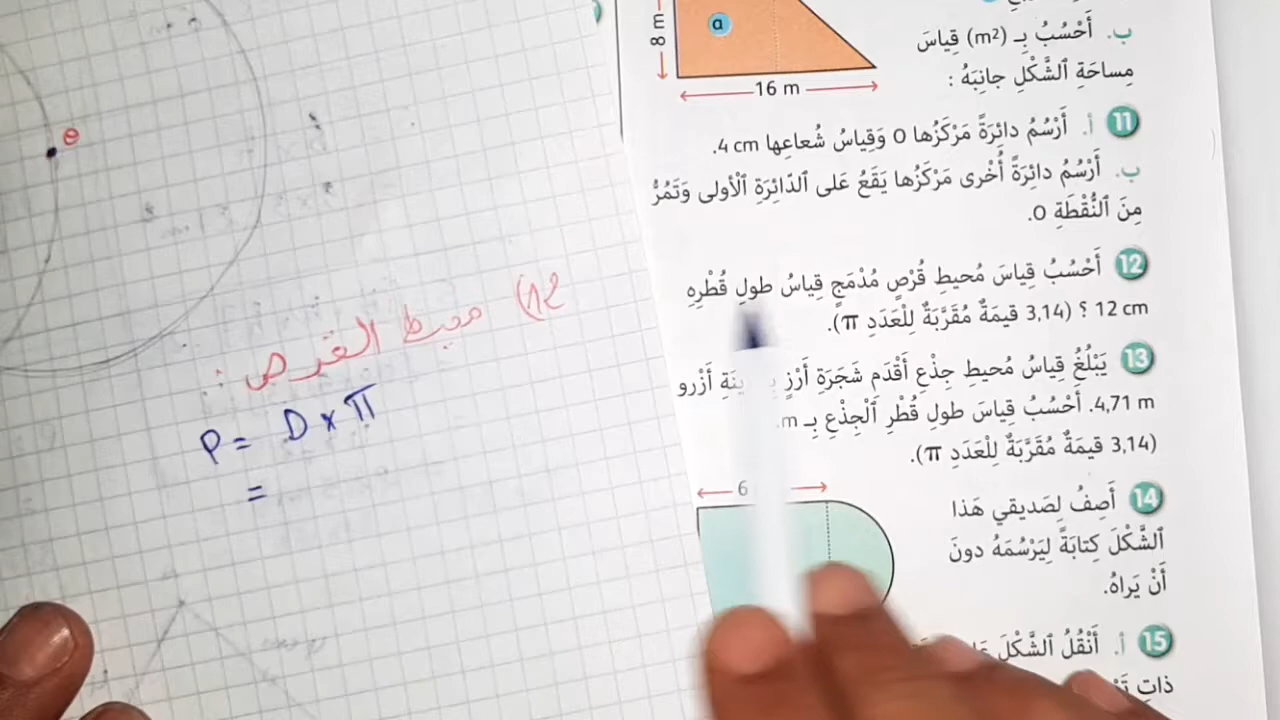 8 m
a
16 m
ب. أَحْسُبُ بِـ (m²) قِياسَ
مِساحَةِ ٱلشَّكْلِ جانِبَهُ :
11 أ. أَرْسُمُ دائِرَةً مَرْكَزُها O وَقِياسُ شُعاعِها 4 cm.
ب. أَرْسُمُ دائِرَةً أُخْرى مَرْكَزُها يَقَعُ عَلى ٱلدّائِرَةِ ٱلْأولى وَتَمُرُّ
مِنَ ٱلنُّقْطَةِ O.
12 أَحْسُبُ قِياسَ مُحيطِ قُرْصٍ مُدْمَجٍ قِياسُ طولِ قُطْرِهِ
12 cm ؟ (3,14 قيمَةٌ مُقَرَّبَةٌ لِلْعَدَدِ π).
13 يَبْلُغُ قِياسُ مُحيطِ جِذْعِ أَقْدَمِ شَجَرَةِ أَرْزٍ أَزْرو
4,71 m. أَحْسُبُ قِياسَ طولِ قُطْرِ ٱلْجِذْعِ بِـ m.
(3,14 قيمَةٌ مُقَرَّبَةٌ لِلْعَدَدِ π).
14 أَصِفُ لِصَديقي هَذا
ٱلشَّكْلَ كِتابَةً لِيَرْسُمَهُ دونَ
أَنْ يَراهُ.
6
15 أ. أَنْقُلُ ٱلشَّكْلَ
ذاتِ
12) محيط القرص :
P = D × π
=